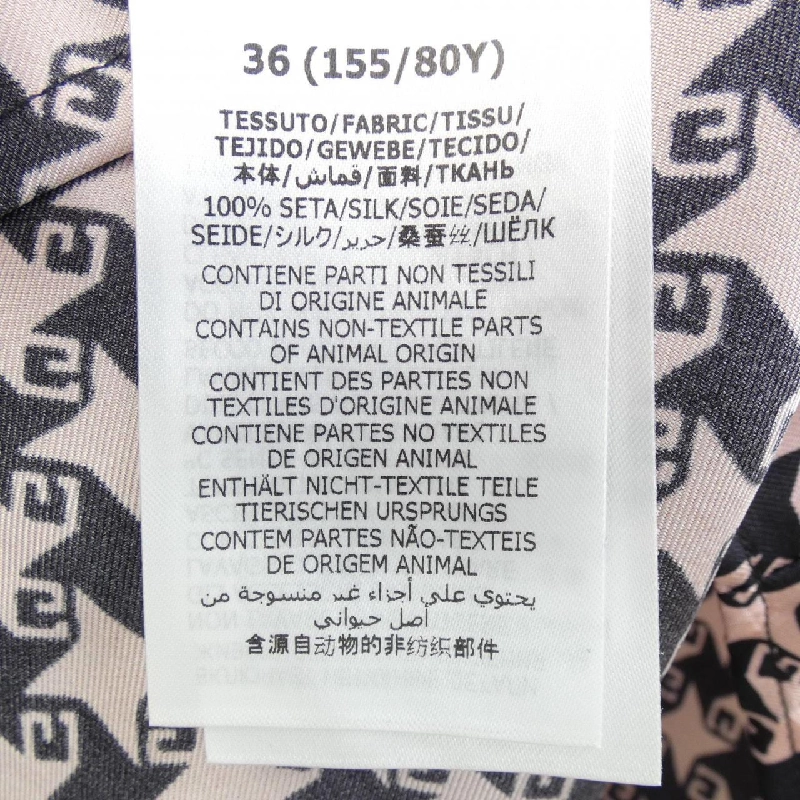 36 (155/80Y)
TESSUTO/FABRIC/TISSU/
TEJIDO/GEWEBE/TECIDO/
本体/قماش/面料/ТКАНЬ
100% SETA/SILK/SOIE/SEDA/
SEIDE/シルク/حرير/桑蚕丝/ШЁЛК
CONTIENE PARTI NON TESSILI
DI ORIGINE ANIMALE
CONTAINS NON-TEXTILE PARTS
OF ANIMAL ORIGIN
CONTIENT DES PARTIES NON
TEXTILES D'ORIGINE ANIMALE
CONTIENE PARTES NO TEXTILES
DE ORIGEN ANIMAL
ENTHÄLT NICHT-TEXTILE TEILE
TIERISCHEN URSPRUNGS
CONTEM PARTES NÃO-TEXTEIS
DE ORIGEM ANIMAL
يحتوي علي أجزاء غير منسوجة من
أصل حيواني
含源自动物的非纺织部件